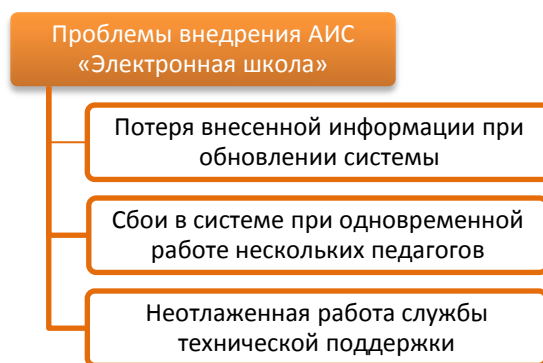 Проблемы внедрения АИС
«Электронная школа»
Потеря внесенной информации при
обновлении системы
Сбои в системе при одновременной
работе нескольких педагогов
Неотлаженная работа службы
технической поддержки